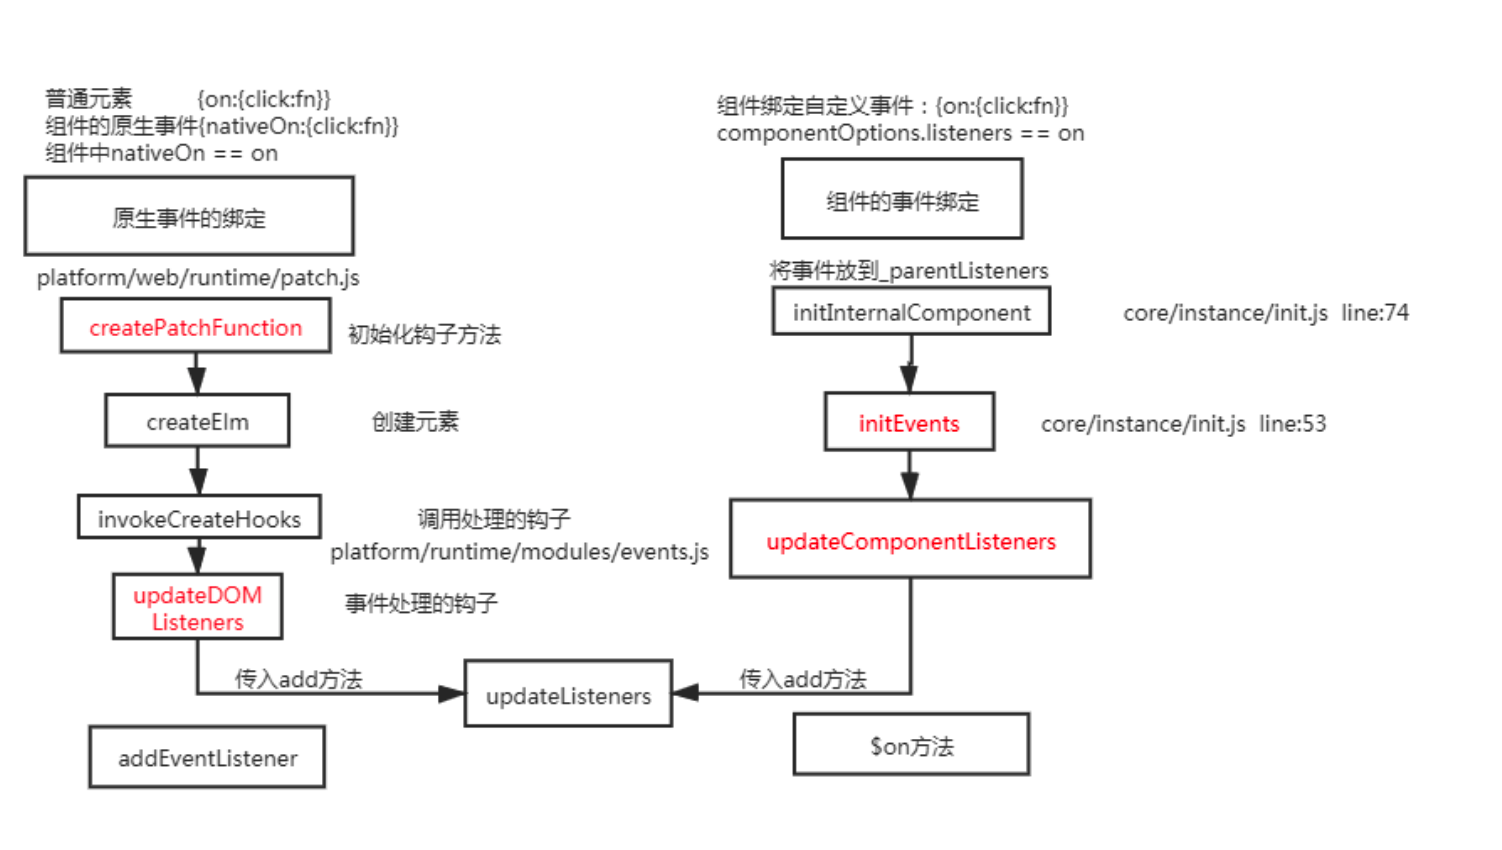 普通元素 {on:{click:fn}}
组件的原生事件{nativeOn:{click:fn}}
组件中nativeOn == on
原生事件的绑定
platform/web/runtime/patch.js
createPatchFunction
初始化钩子方法
createElm
创建元素
invokeCreateHooks
调用处理的钩子
platform/runtime/modules/events.js
updateDOM
Listeners
事件处理的钩子
传入add方法
addEventListener
updateListeners
组件绑定自定义事件：{on:{click:fn}}
componentOptions.listeners == on
组件的事件绑定
将事件放到_parentListeners
initInternalComponent
core/instance/init.js line:74
initEvents
core/instance/init.js line:53
updateComponentListeners
传入add方法
$on方法